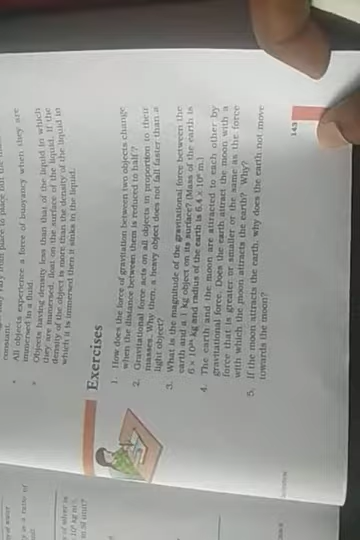 constant.
All objects experience a force of buoyancy when they are
immersed in a fluid.
Objects having density less than that of the liquid in which
they are immersed, float on the surface of the liquid. If the
density of the object is more than the density of the liquid in
which it is immersed then it sinks in the liquid.
Exercises
1. How does the force of gravitation between two objects change
when the distance between them is reduced to half ?
2. Gravitational force acts on all objects in proportion to their
masses. Why then, a heavy object does not fall faster than a
light object?
3. What is the magnitude of the gravitational force between the
earth and a 1 kg object on its surface? (Mass of the earth is
6 × 10²⁴ kg and radius of the earth is 6.4 × 10⁶ m.)
4. The earth and the moon are attracted to each other by
gravitational force. Does the earth attract the moon with a
force that is greater or smaller or the same as the force
with which the moon attracts the earth? Why?
5. If the moon attracts the earth, why does the earth not move
towards the moon?
143